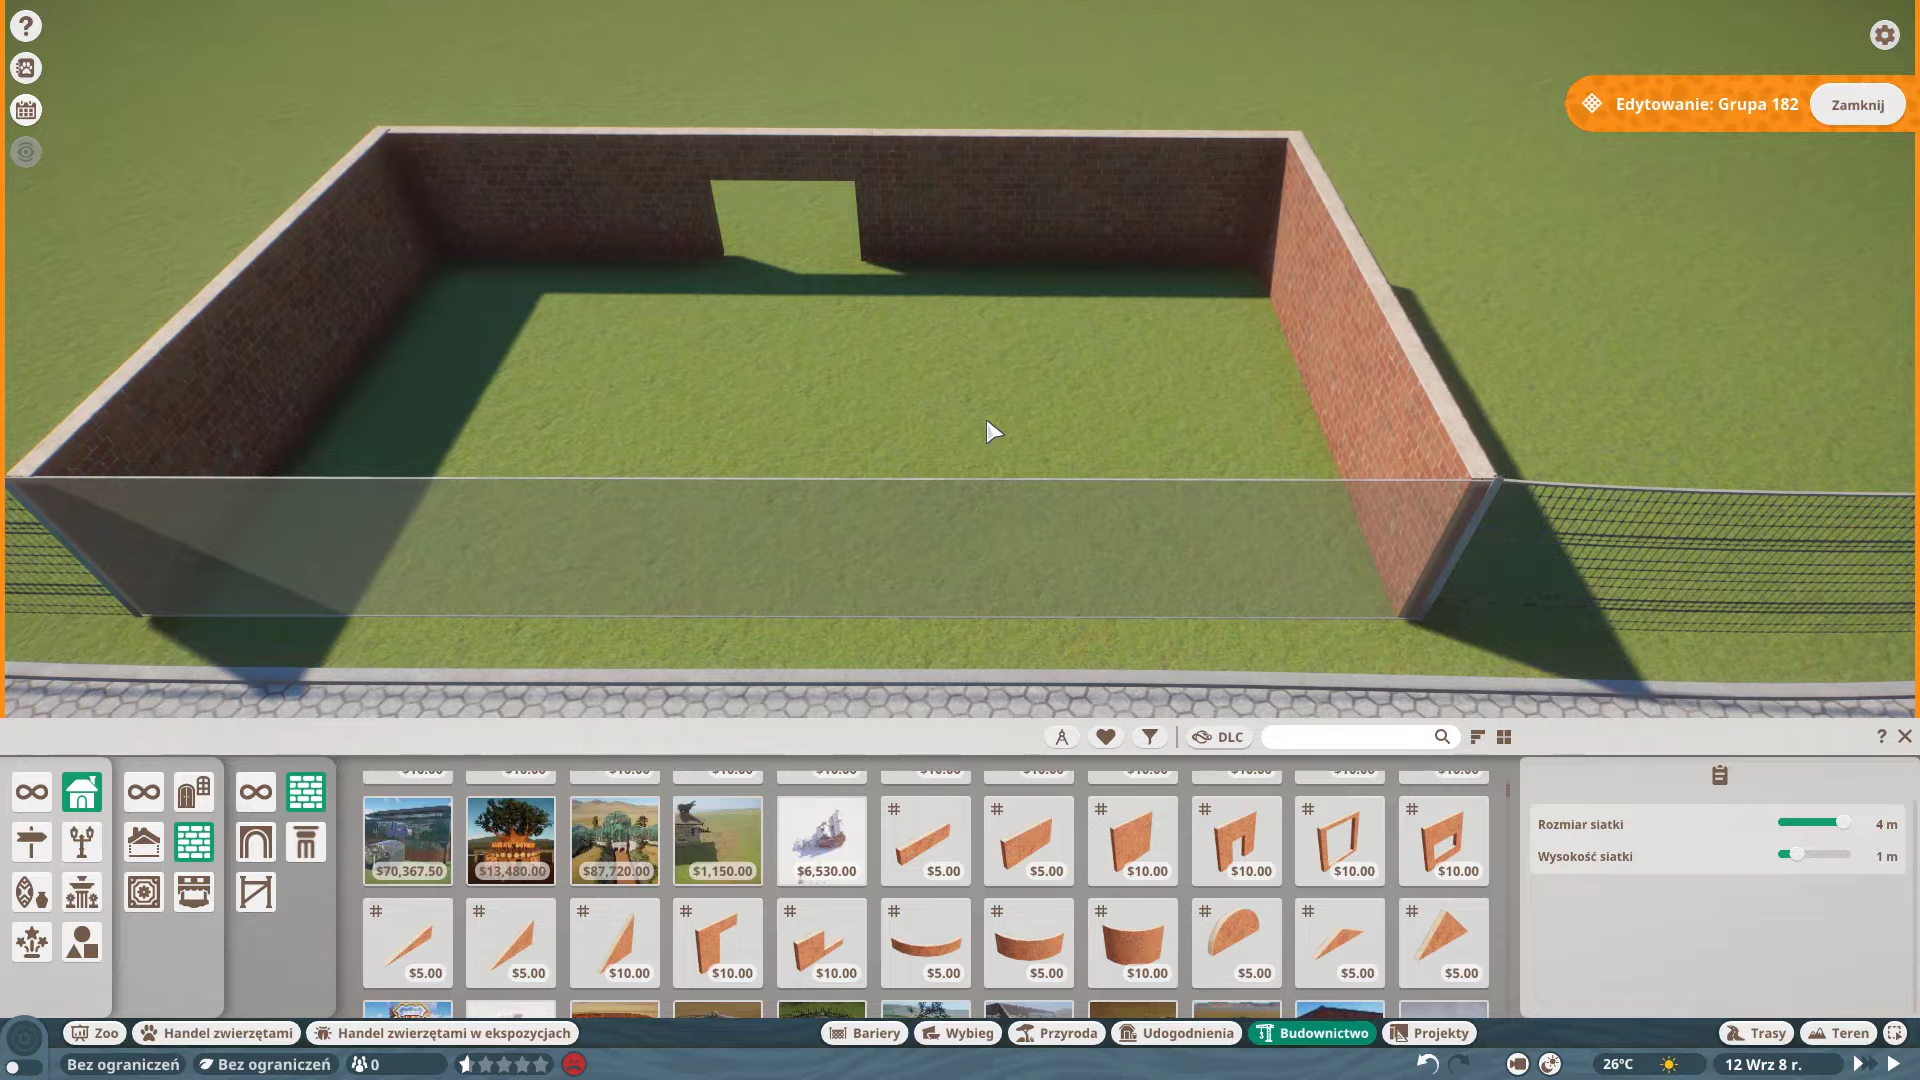 Edytowanie: Grupa 182
Zamknij
DLC
$70,367.50
$13,480.00
$87,720.00
$1,150.00
$6,530.00
$5.00
$5.00
$10.00
$10.00
$10.00
$10.00
$5.00
$5.00
$10.00
$10.00
$10.00
$5.00
$5.00
$10.00
$5.00
$5.00
$5.00
Rozmiar siatki 4 m
Wysokość siatki 1 m
Zoo
Handel zwierzętami
Handel zwierzętami w ekspozycjach
Bariery
Wybieg
Przyroda
Udogodnienia
Budownictwo
Projekty
Trasy
Teren
Bez ograniczeń
Bez ograniczeń
0
26°C
12 Wrz 8 r.